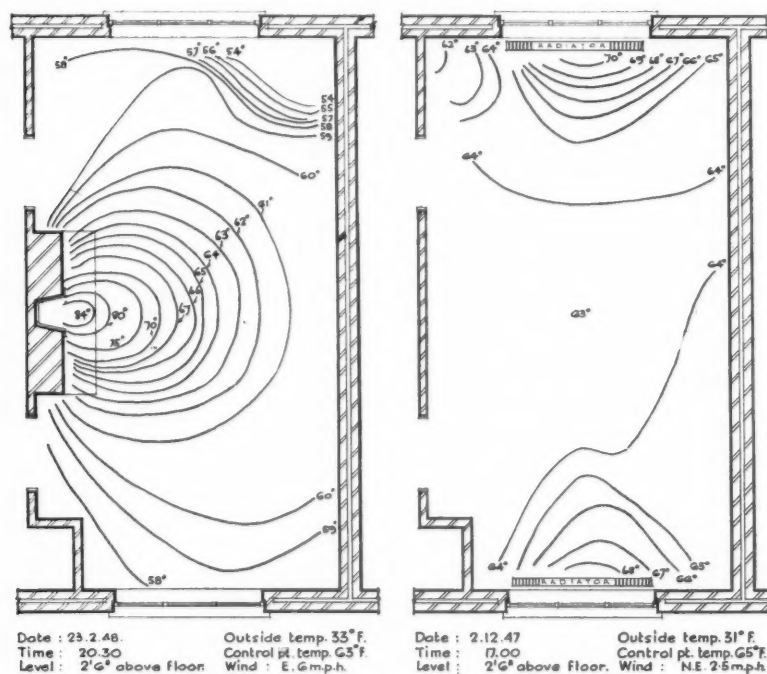 58°
57° 56° 54°
54
55
57
58
59
60°
61°
62°
63°
64
65
66
67
84° 80°
70°
75°
60°
59°
58°
Date : 23.2.48. Outside temp. 33°F.
Time : 20.30 Control pt. temp. 63°F.
Level : 2'6" above floor. Wind : E. 6 m.p.h.
RADIATOR
62° 63° 64°
70° 69° 68° 67° 66° 65°
64° 64°
64°
63°
64° 68° 67° 66° 65°
RADIATOR
Date : 2.12.47 Outside temp. 31°F.
Time : 17.00 Control pt. temp. 65°F.
Level : 2'6" above floor. Wind : N.E. 2.5 m.p.h.